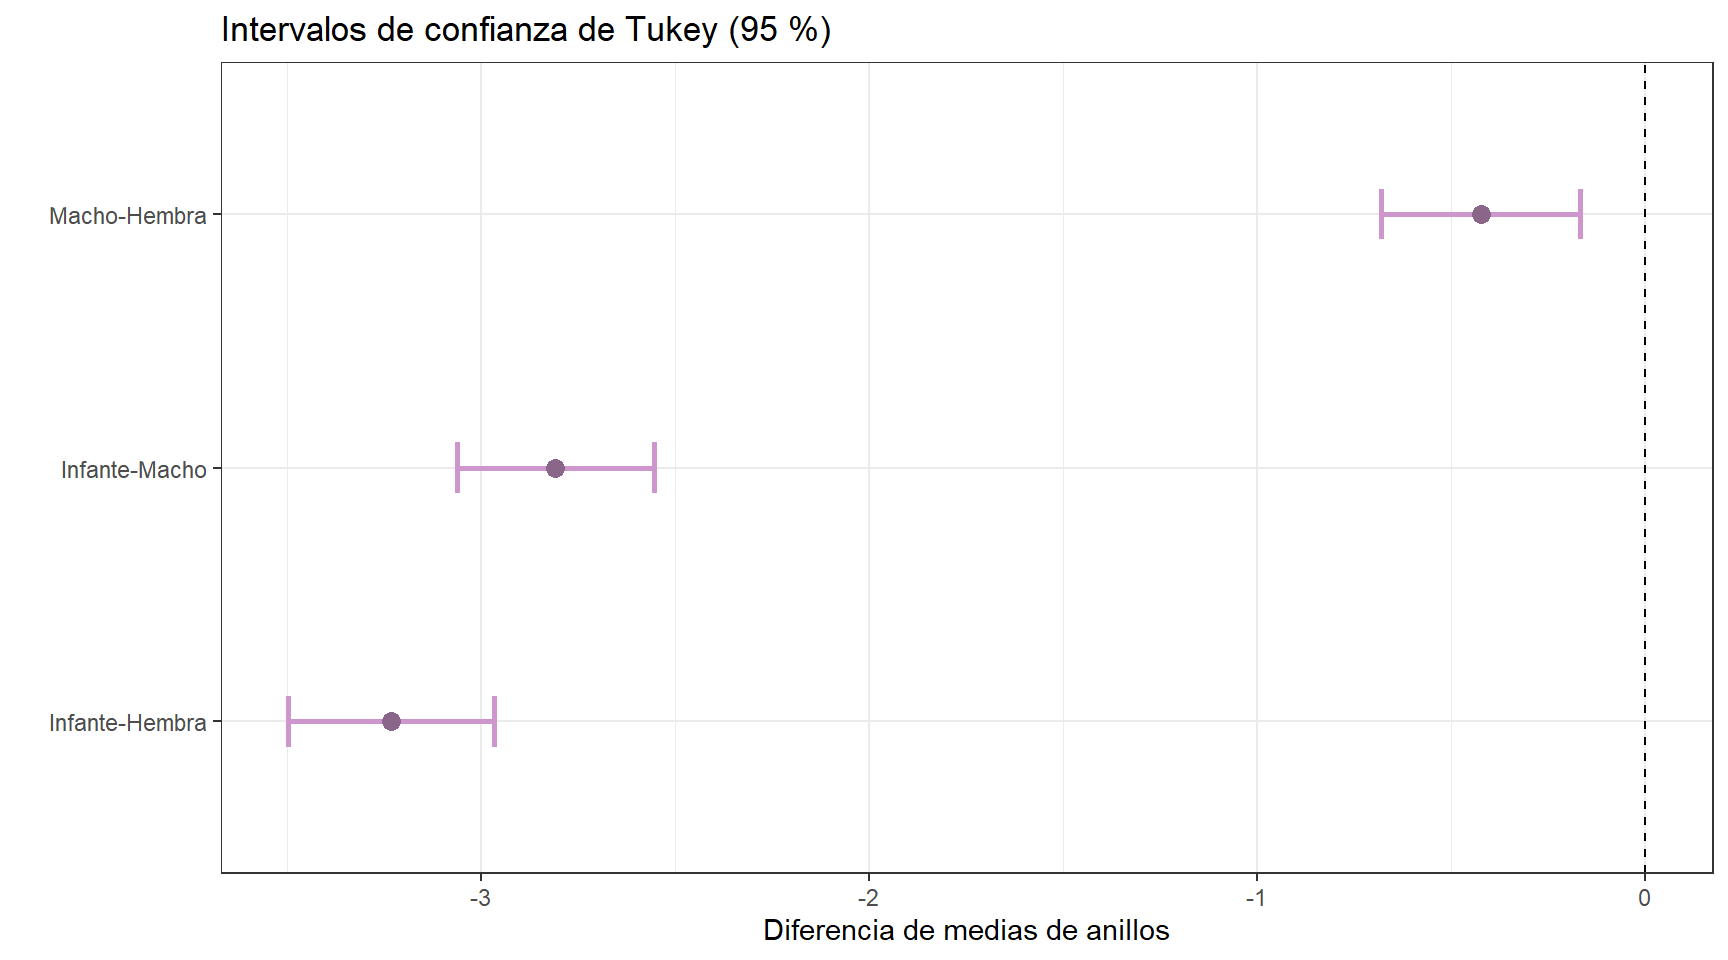 Intervalos de confianza de Tukey (95 %)
Macho-Hembra
Infante-Macho
Infante-Hembra
-3 -2 -1 0
Diferencia de medias de anillos